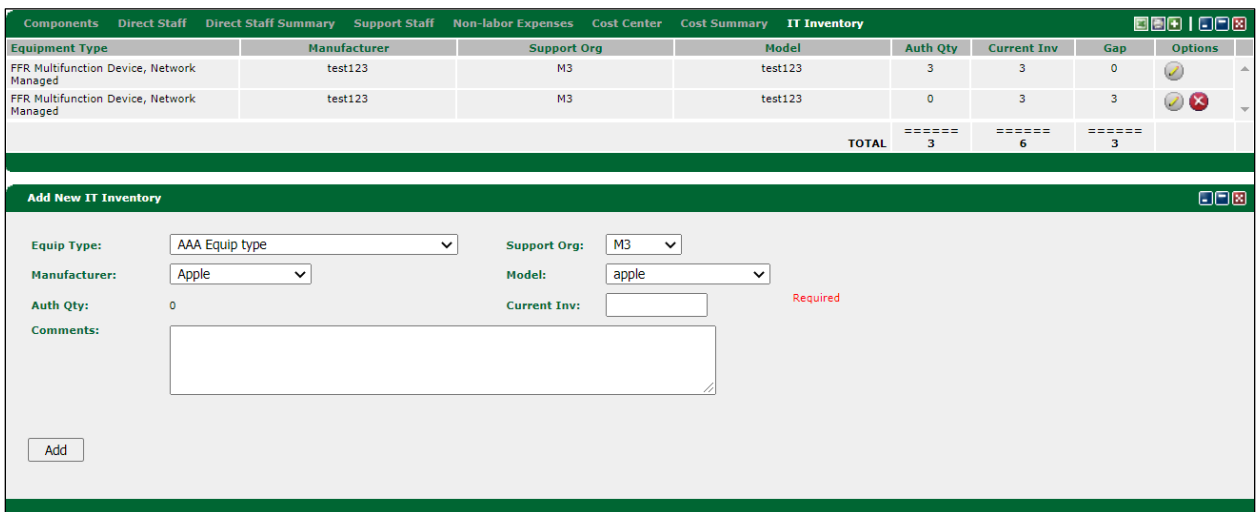 Components Direct Staff Direct Staff Summary Support Staff Non-labor Expenses Cost Center Cost Summary IT Inventory
Equipment Type Manufacturer Support Org Model Auth Qty Current Inv Gap Options
FFR Multifunction Device, Network test123 M3 test123 3 3 0
Managed
FFR Multifunction Device, Network test123 M3 test123 0 3 3
Managed
====== ====== ======
TOTAL 3 6 3
Add New IT Inventory
Equip Type: AAA Equip type Support Org: M3
Manufacturer: Apple Model: apple
Auth Qty: 0 Current Inv: Required
Comments:
Add